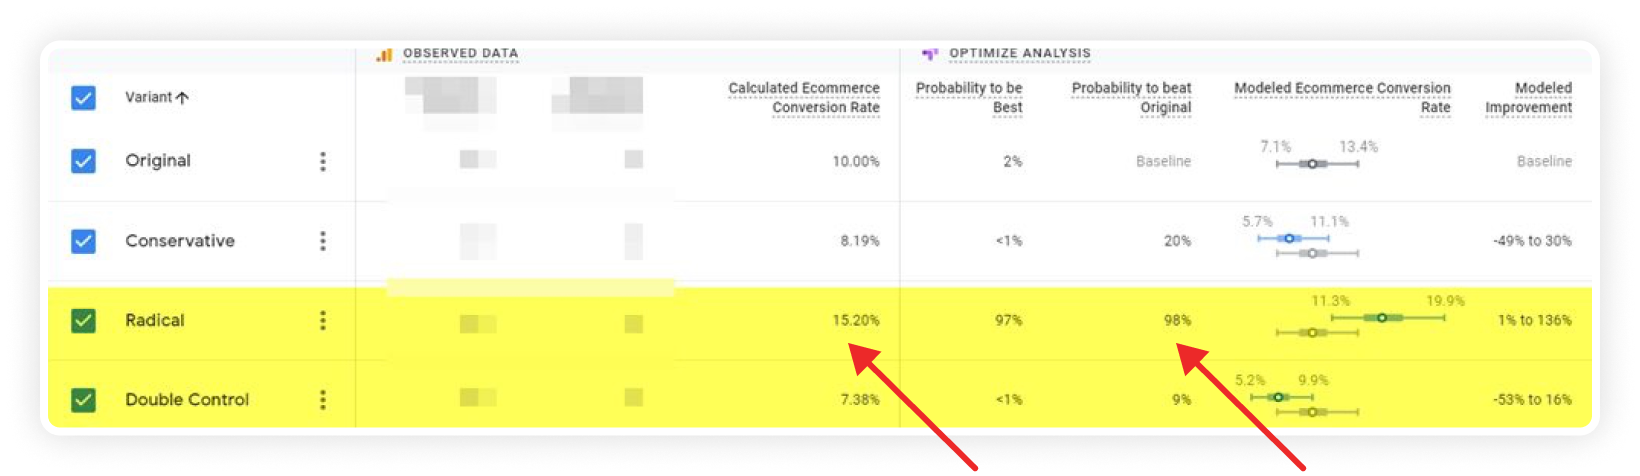 OBSERVED DATA
OPTIMIZE ANALYSIS
Variant
Calculated Ecommerce
Conversion Rate
Probability to be
Best
Probability to beat
Original
Modeled Ecommerce Conversion
Rate
Modeled
Improvement
Original
10.00%
2%
Baseline
7.1%
13.4%
Baseline
Conservative
8.19%
<1%
20%
5.7%
11.1%
-49% to 30%
Radical
15.20%
97%
98%
11.3%
19.9%
1% to 136%
Double Control
7.38%
<1%
9%
5.2%
9.9%
-53% to 16%